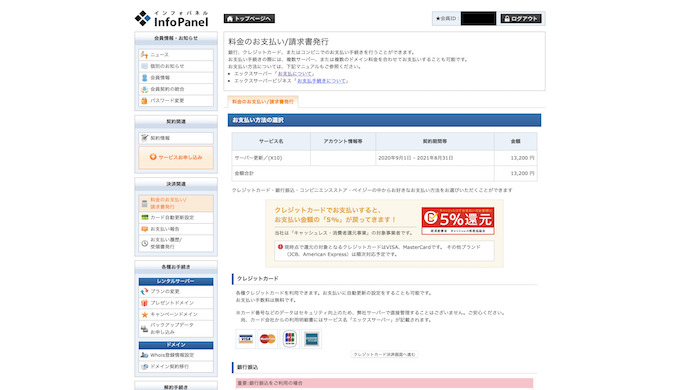 インフォパネル
InfoPanel
トップページへ
★会員ID
ログアウト
会員情報・お知らせ
ニュース
個別のお知らせ
会員情報
会員契約の統合
パスワード変更
契約関連
契約情報
サービスお申し込み
決済関連
料金のお支払い/
請求書発行
カード自動更新設定
お支払い報告
お支払い履歴/
受領書発行
各種お手続き
レンタルサーバー
プランの変更
プレゼントドメイン
キャンペーンドメイン
バックアップデータ
お申し込み
ドメイン
Whois登録情報設定
ドメイン契約移行
解約手続き
料金のお支払い/請求書発行
銀行、クレジットカード、またはコンビニでのお支払い手続きを行うことができます。
お支払い手続きの際には、複数サーバー、または複数のドメイン料金を合わせてお支払いすることも可能です。
お支払い方法については、下記マニュアルもご参照ください。
エックスサーバー「お支払について」
エックスサーバービジネス「お支払手続きについて」
料金のお支払い/請求書発行
お支払い方法の選択
サービス名 アカウント情報等 契約期間等 金額
サーバー更新／(X10) 2020年9月1日 - 2021年8月31日 13,200 円
金額合計 13,200 円
クレジットカード・銀行振込・コンビニエンスストア・ペイジーの中からお好きなお支払い方法をお選びいただくことができます
クレジットカードでお支払いすると、
お支払い金額の「5%」が戻ってきます！
当社は「キャッシュレス・消費者還元事業」の対象事業者です。
5%還元
現時点で還元の対象となるクレジットカードはVISA、MasterCardです。 その他ブランド
（JCB、American Express）は順次対応予定です。
クレジットカード
各種クレジットカードを利用できます。お支払いに自動更新の設定をすることも可能です。
お支払い手数料は無料です。
※カード番号などのデータはセキュリティ向上のため、弊社サーバーで直接管理することはございません。ご安心ください。
尚、カード会社からの利用明細書にはサービス名「エックスサーバー」が記載されます。
VISA
MasterCard
JCB
クレジットカード決済画面へ進む
銀行振込
重要:銀行振込をご利用の場合